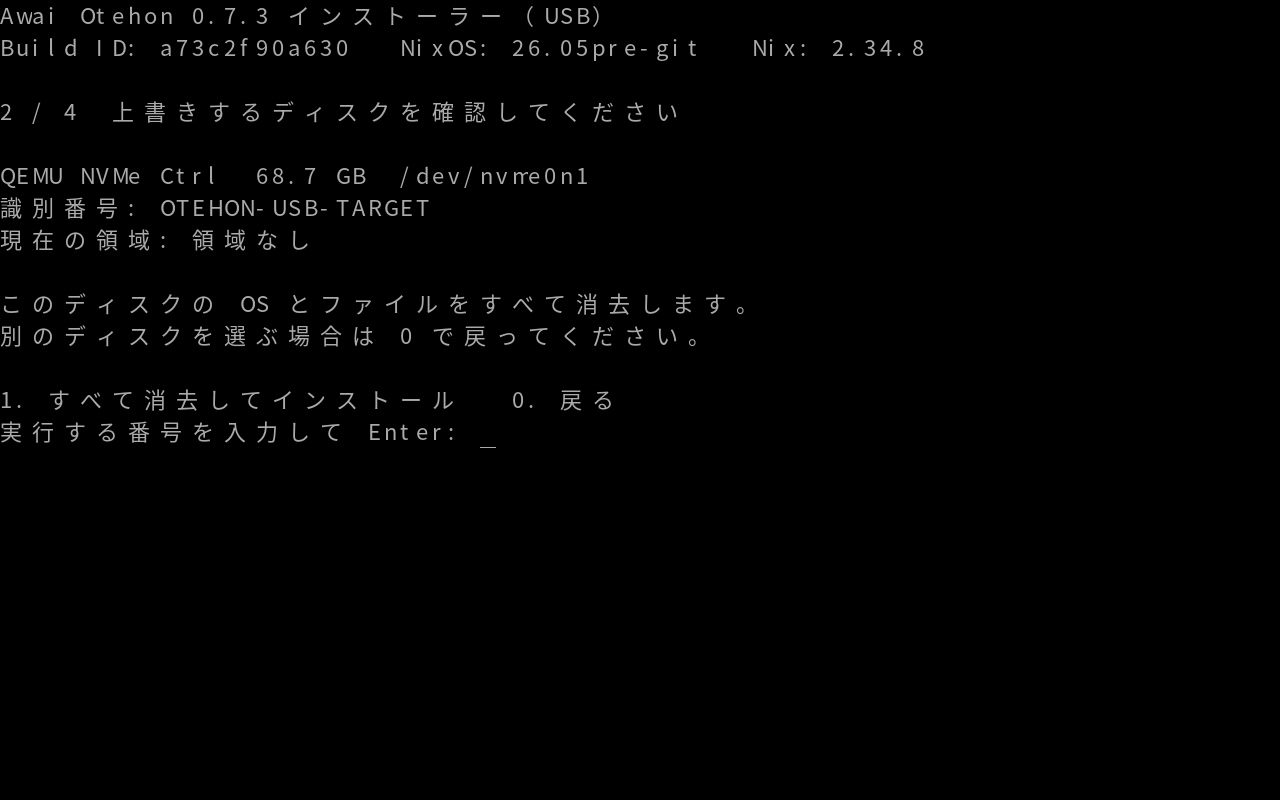 Awai Otehon 0.7.3 インストーラー（USB）
Build ID: a73c2f90a630  NixOS: 26.05pre-git  Nix: 2.34.8
2 / 4 上書きするディスクを確認してください
QEMU NVMe Ctrl  68.7 GB  /dev/nvme0n1
識別番号: OTEHON-USB-TARGET
現在の領域: 領域なし
このディスクの OS とファイルをすべて消去します。
別のディスクを選ぶ場合は 0 で戻ってください。
1. すべて消去してインストール  0. 戻る
実行する番号を入力して Enter: _